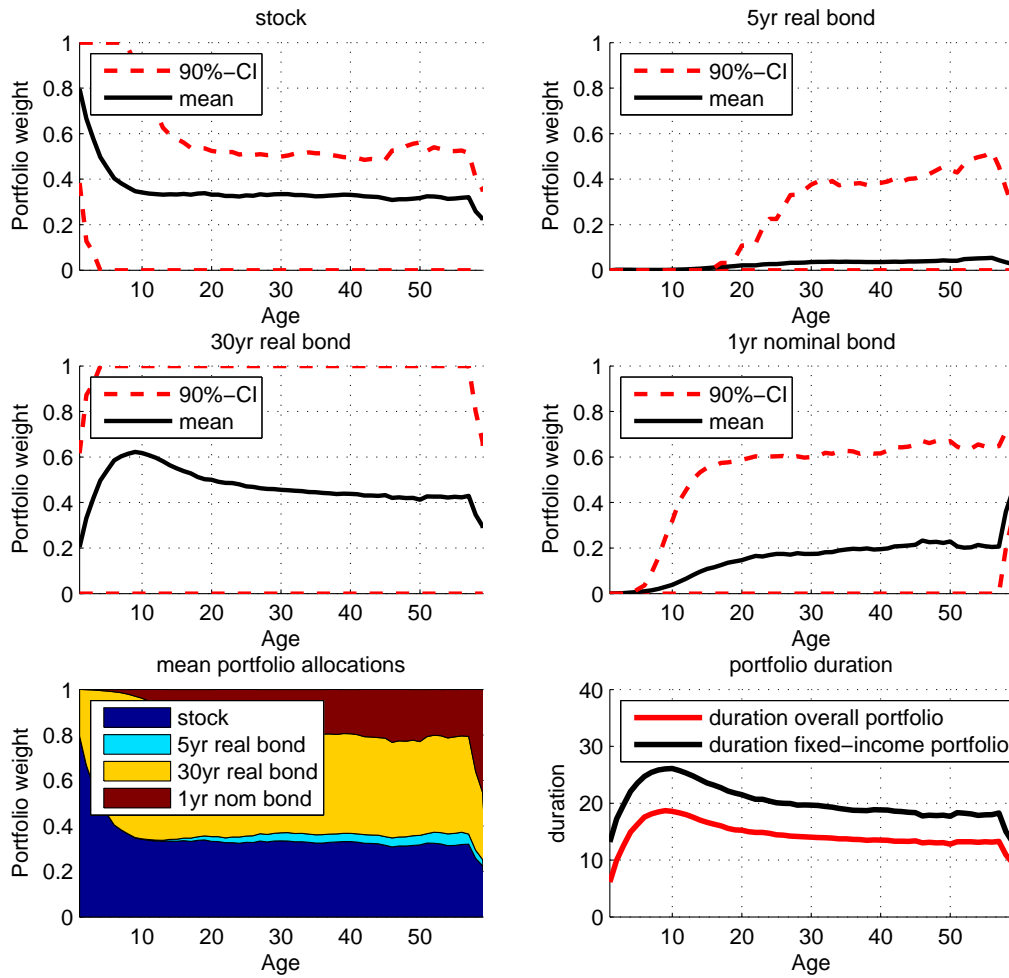 stock
1
0.8
0.6
0.4
0.2
0
Portfolio weight
90%−CI
mean
10
20
30
40
50
Age
5yr real bond
1
0.8
0.6
0.4
0.2
0
Portfolio weight
90%−CI
mean
10
20
30
40
50
Age
30yr real bond
1
0.8
0.6
0.4
0.2
0
Portfolio weight
90%−CI
mean
10
20
30
40
50
Age
1yr nominal bond
1
0.8
0.6
0.4
0.2
0
Portfolio weight
90%−CI
mean
10
20
30
40
50
Age
mean portfolio allocations
1
0.8
0.6
0.4
0.2
0
Portfolio weight
stock
5yr real bond
30yr real bond
1yr nom bond
10
20
30
40
50
Age
portfolio duration
40
30
20
10
0
duration
duration overall portfolio
duration fixed−income portfolio
10
20
30
40
50
Age